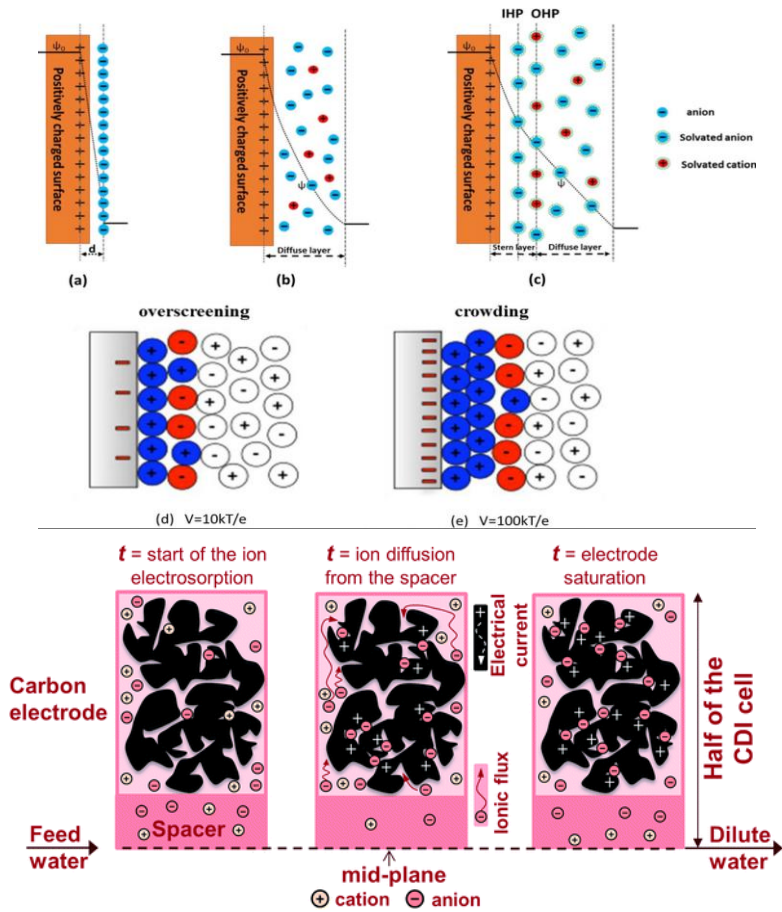 IHP OHP
Ψ₀
Positively charged surface
d
(a)
Ψ₀
Positively charged surface
ψ
Diffuse layer
(b)
Ψ₀
Positively charged surface
ψ
Stern layer
Diffuse layer
(c)
anion
Solvated anion
Solvated cation
overscreening
crowding
(d) V=10kT/e
(e) V=100kT/e
t = start of the ion
electrosorption
t = ion diffusion
from the spacer
t = electrode
saturation
Carbon
electrode
Electrical
current
Ionic flux
Half of the
CDI cell
Spacer
Feed
water
Dilute
water
mid-plane
cation
anion